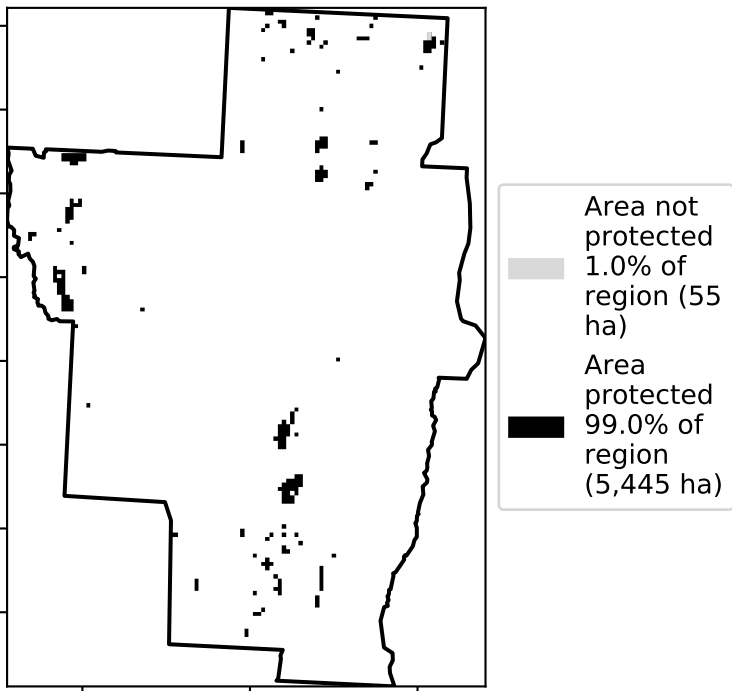 Area not
protected
1.0% of
region (55
ha)
Area
protected
99.0% of
region
(5,445 ha)